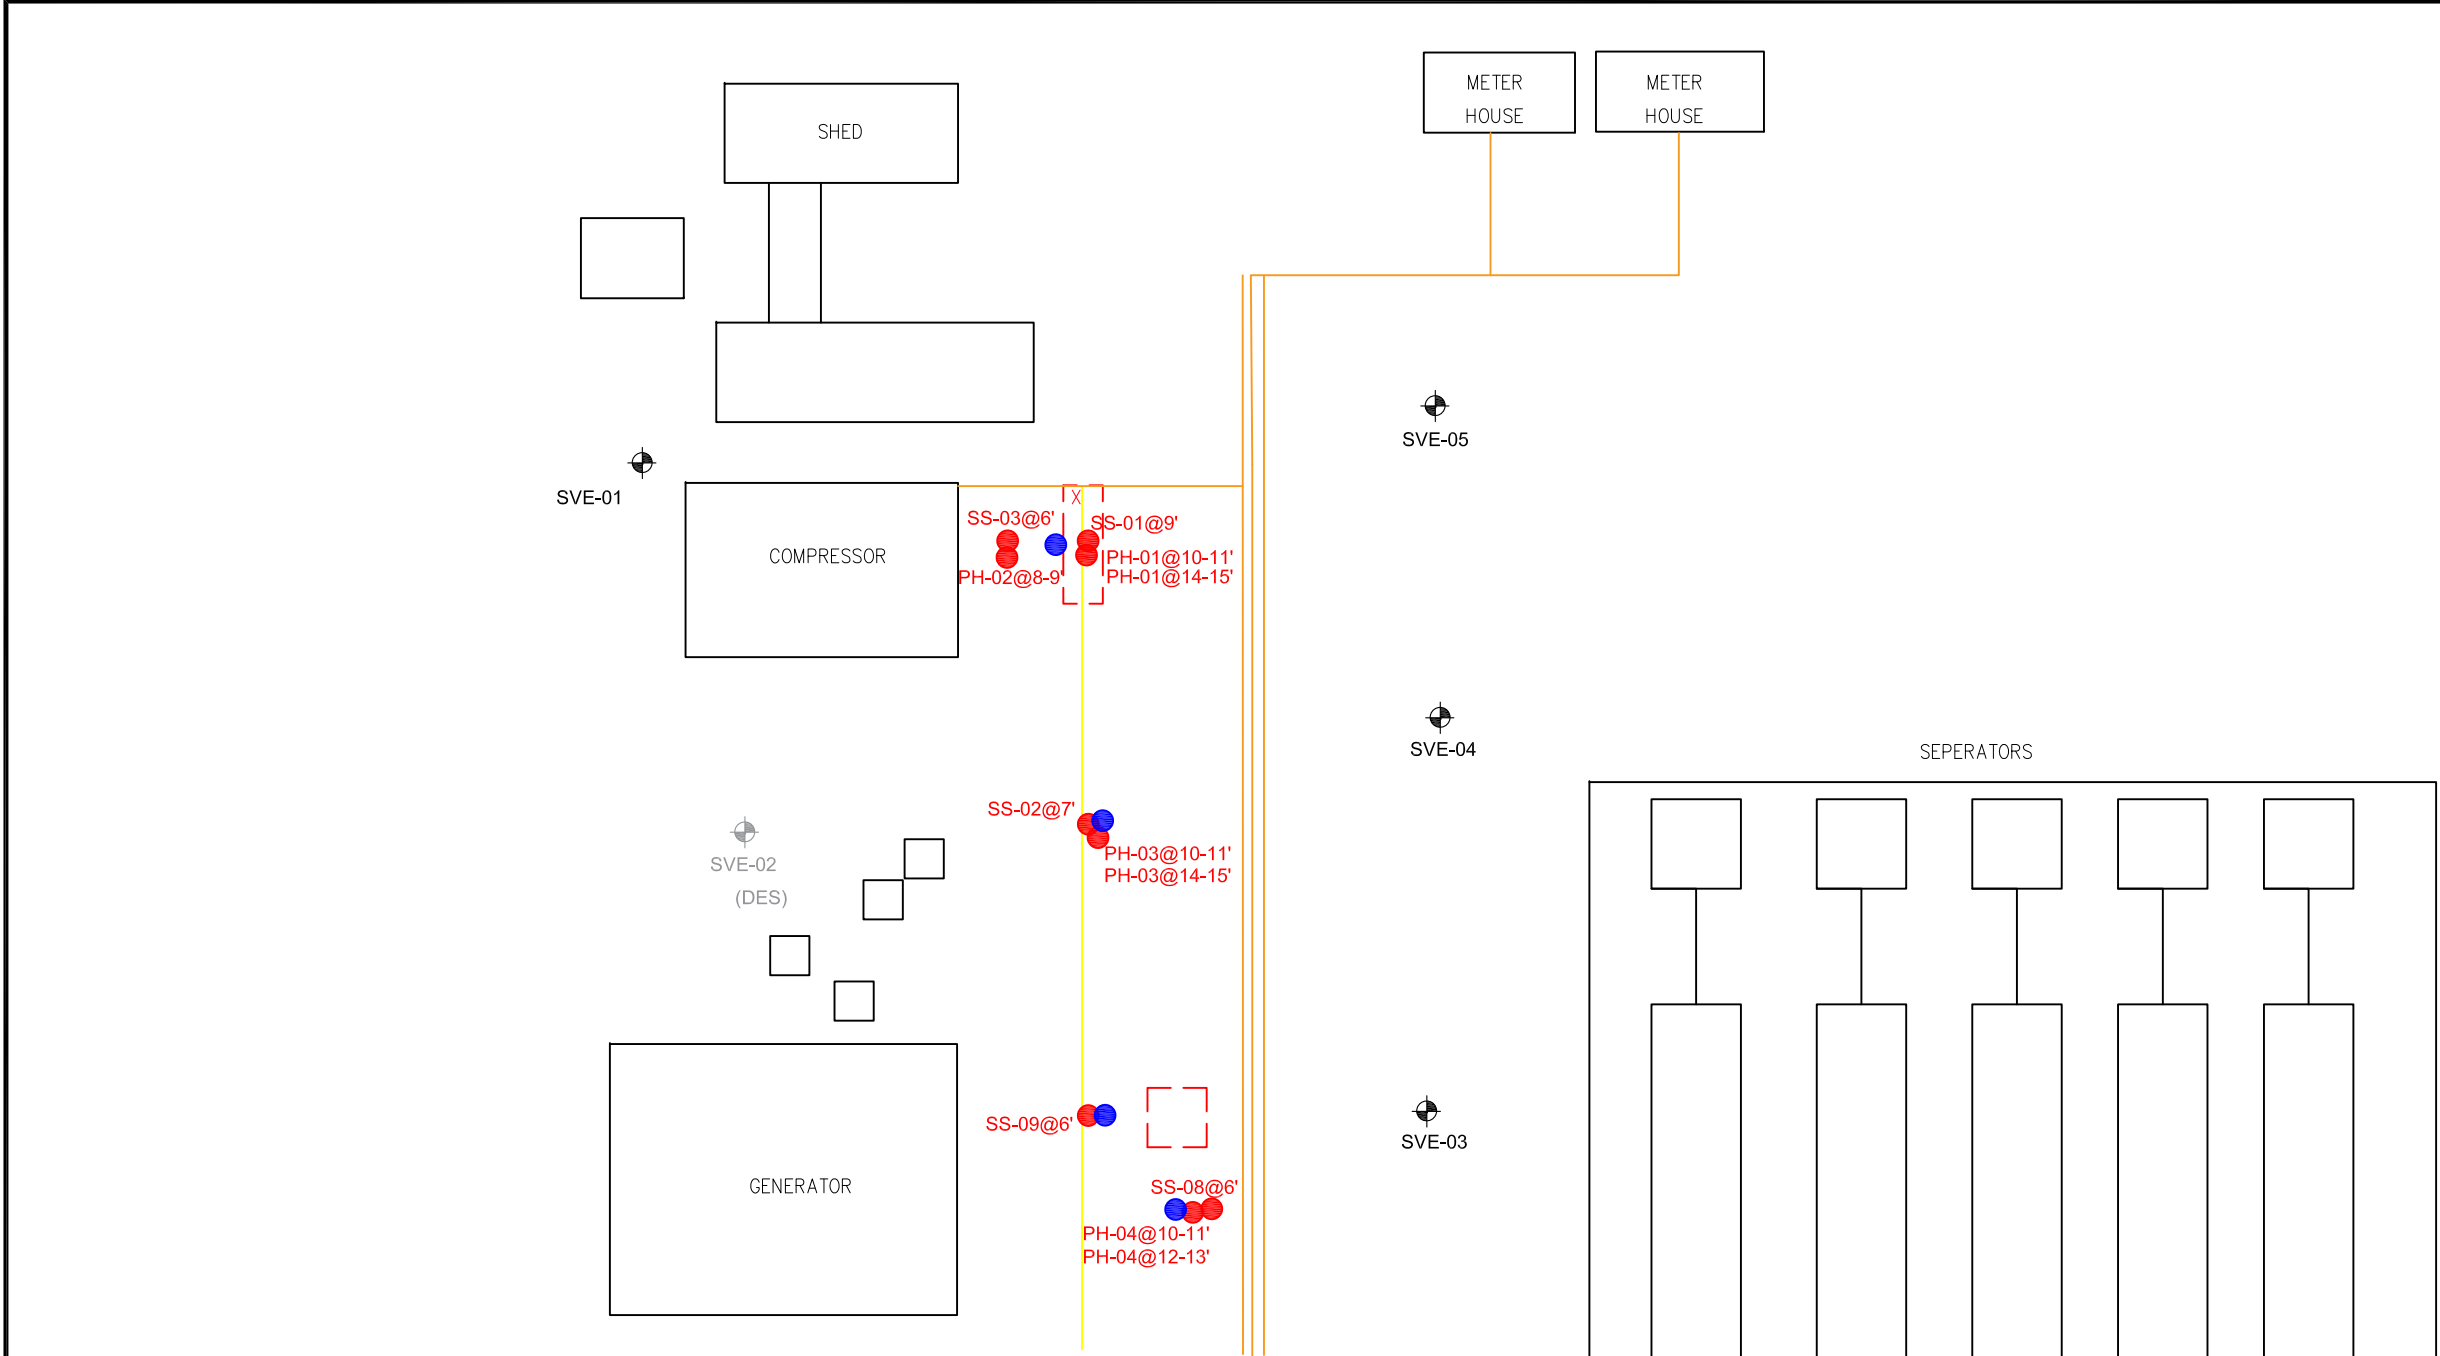 METER
HOUSE
METER
HOUSE
SHED
SVE-05
SVE-01
X
SS-03@6'
SS-01@9'
COMPRESSOR
PH-01@10-11'
PH-02@8-9'
PH-01@14-15'
SVE-04
SEPERATORS
SS-02@7'
SVE-02
(DES)
PH-03@10-11'
PH-03@14-15'
SS-09@6'
SVE-03
GENERATOR
SS-08@6'
PH-04@10-11'
PH-04@12-13'